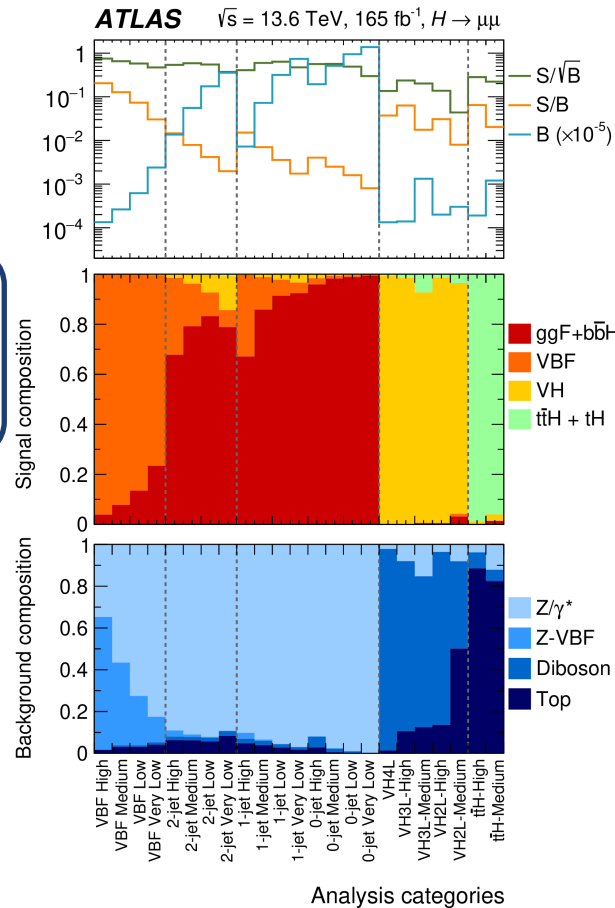 ATLAS √s = 13.6 TeV, 165 fb⁻¹, H → μμ
1
10⁻¹
10⁻²
10⁻³
10⁻⁴
S/√B
S/B
B (×10⁻⁵)
Signal composition
1
0.8
0.6
0.4
0.2
0
ggF+bb̄H
VBF
VH
tt̄H + tH
Background composition
1
0.8
0.6
0.4
0.2
0
Z/γ*
Z-VBF
Diboson
Top
VBF High
VBF Medium
VBF Low
VBF Very Low
2-jet High
2-jet Medium
2-jet Low
2-jet Very Low
1-jet High
1-jet Medium
1-jet Low
1-jet Very Low
0-jet High
0-jet Medium
0-jet Low
0-jet Very Low
VH4L
VH3L-High
VH3L-Medium
VH2L-High
VH2L-Medium
tt̄H-High
tt̄H-Medium
Analysis categories